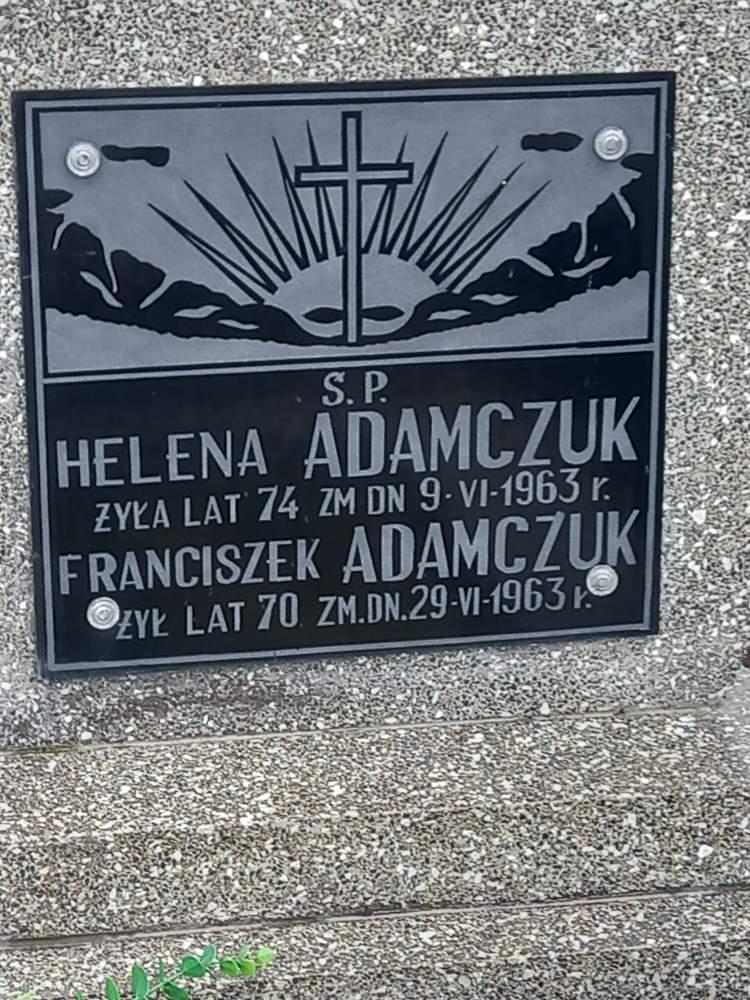 Ś. P.
HELENA ADAMCZUK
ŻYŁA LAT 74 ZM DN 9-VI-1963 r.
FRANCISZEK ADAMCZUK
ŻYŁ LAT 70 ZM.DN.29-VI-1963 r.